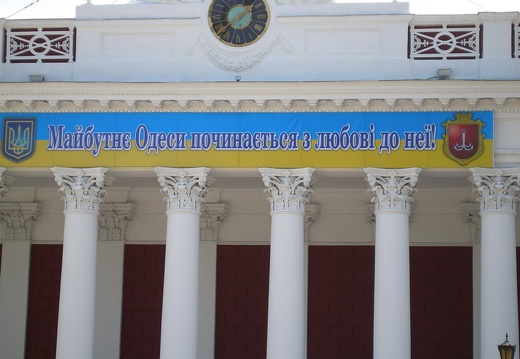 Майбутнє Одеси починається з любові до неї!